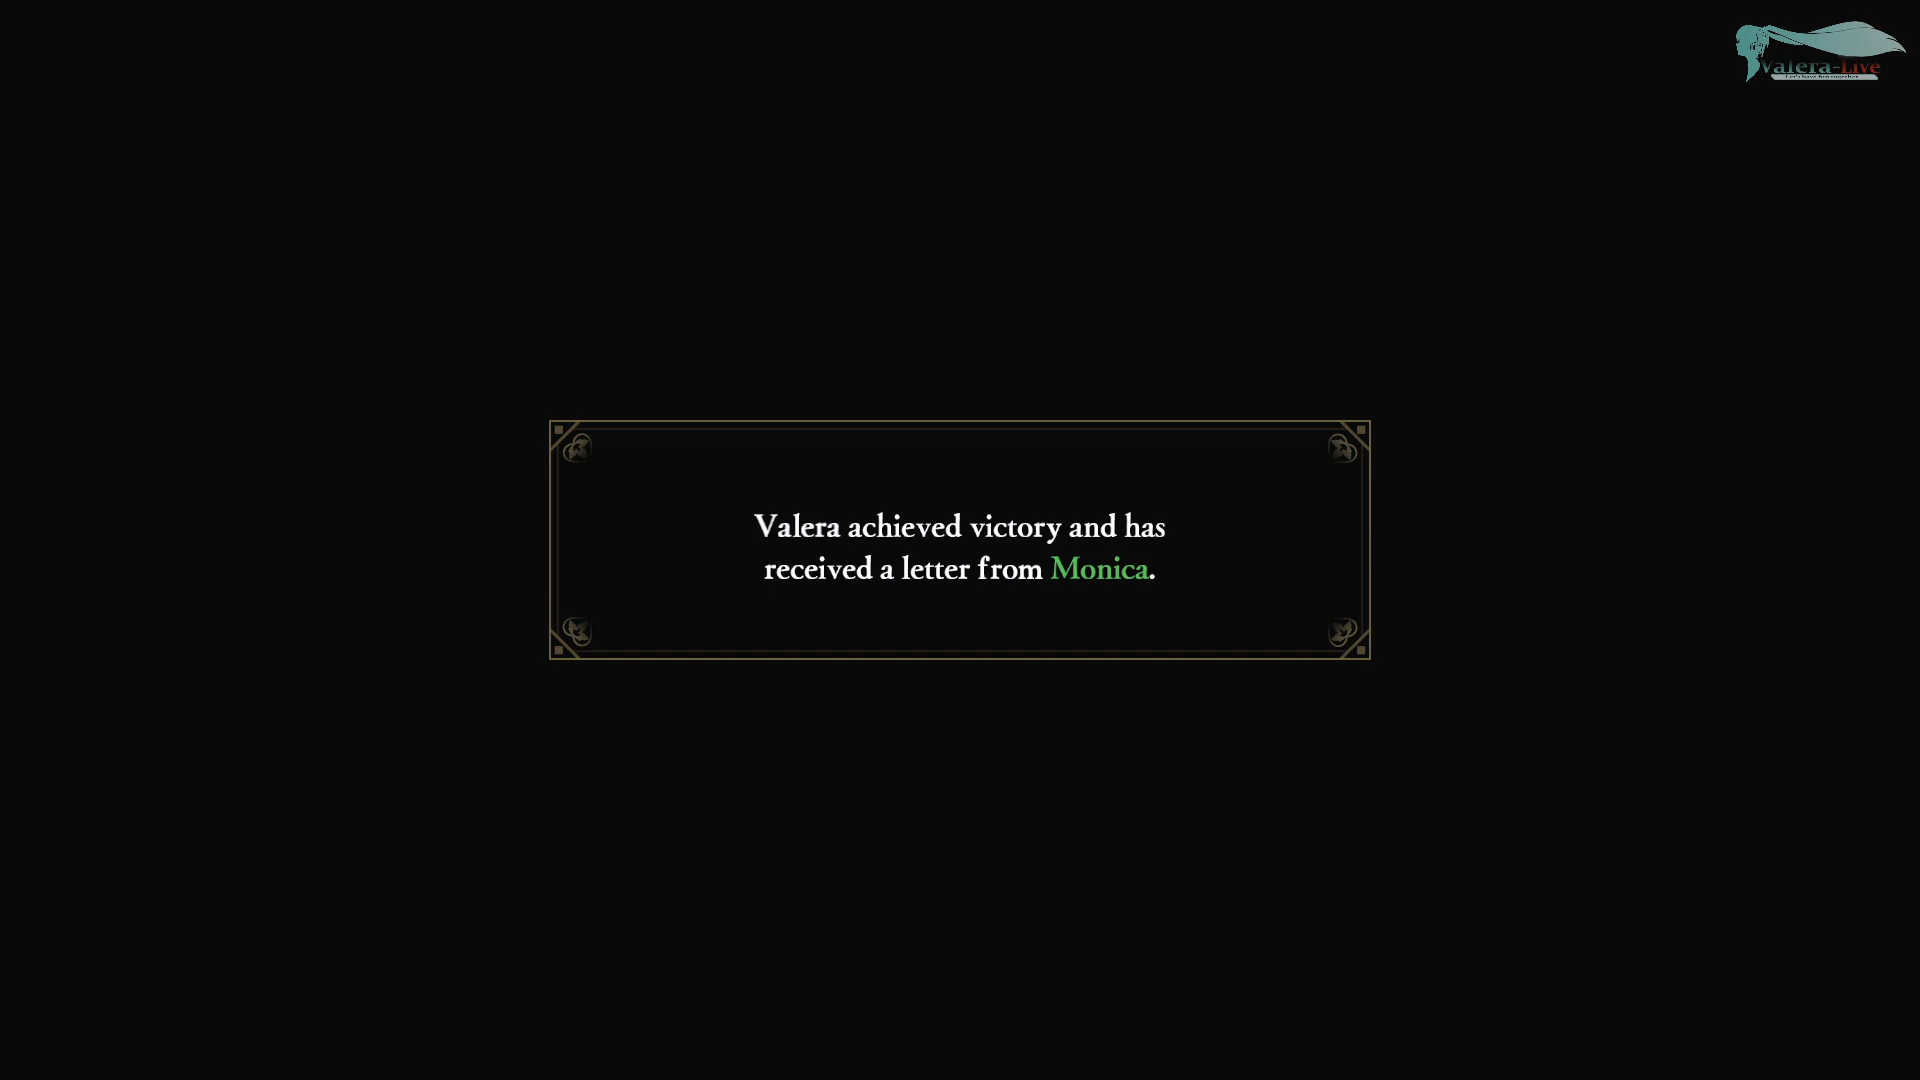 Valera-Live
Valera achieved victory and has
received a letter from Monica.